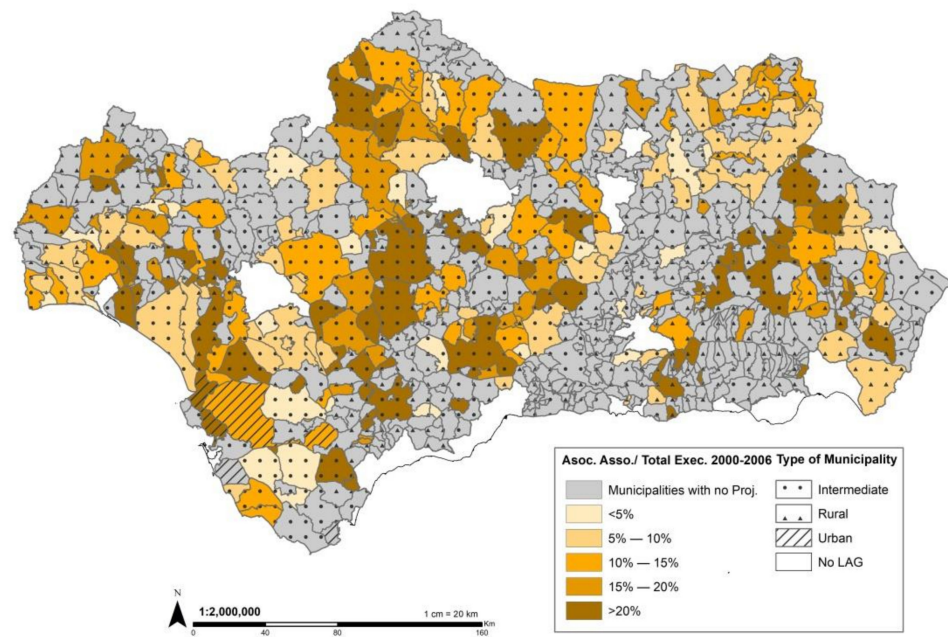 Asoc. Asso./ Total Exec. 2000-2006 Type of Municipality
Municipalities with no Proj.
<5%
5% — 10%
10% — 15%
15% — 20%
>20%
Intermediate
Rural
Urban
No LAG
N
1:2,000,000
1 cm = 20 km
Km
0 40 80 160